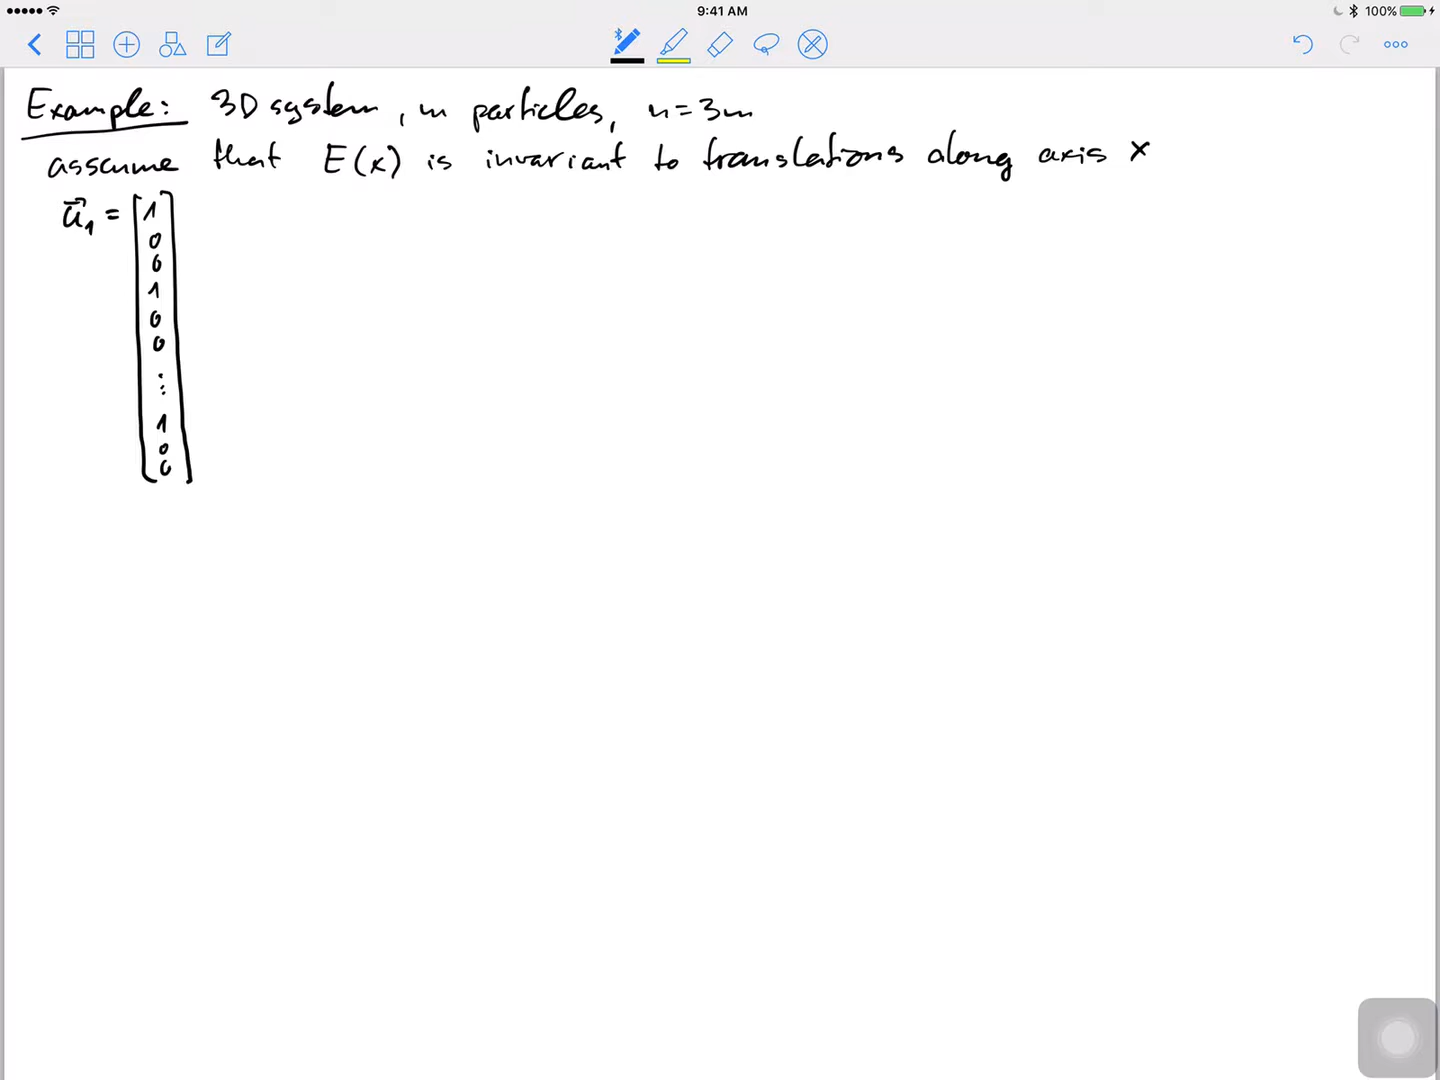 9:41 AM
100%
Example: 3D system, m particles, n=3m
assume that E(x) is invariant to translations along axis x
u⃗₁ = [1
0
0
1
0
0
⋮
1
0
0]